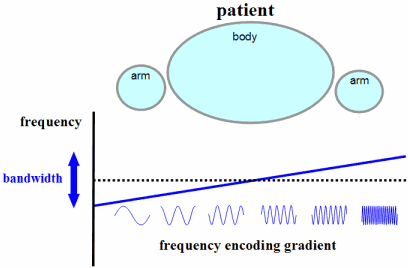 patient
body
arm
arm
frequency
bandwidth
frequency encoding gradient